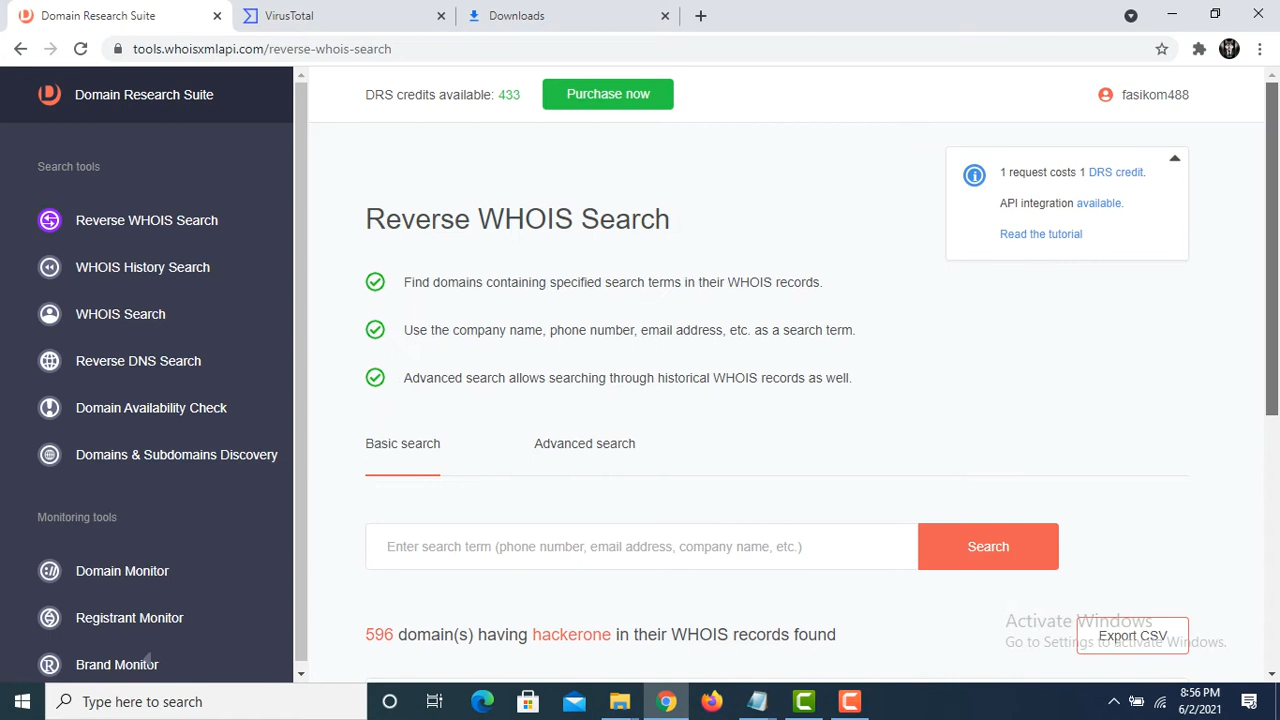 Domain Research Suite
VirusTotal
Downloads
tools.whoisxmlapi.com/reverse-whois-search
Domain Research Suite
DRS credits available: 433
Purchase now
fasikom488
Search tools
Reverse WHOIS Search
WHOIS History Search
WHOIS Search
Reverse DNS Search
Domain Availability Check
Domains & Subdomains Discovery
Monitoring tools
Domain Monitor
Registrant Monitor
Brand Monitor
1 request costs 1 DRS credit.
API integration available.
Read the tutorial
Reverse WHOIS Search
Find domains containing specified search terms in their WHOIS records.
Use the company name, phone number, email address, etc. as a search term.
Advanced search allows searching through historical WHOIS records as well.
Basic search
Advanced search
Enter search term (phone number, email address, company name, etc.)
Search
596 domain(s) having hackerone in their WHOIS records found
Export CSV
Activate Windows
Go to Settings to activate Windows.
Type here to search
8:56 PM
6/2/2021